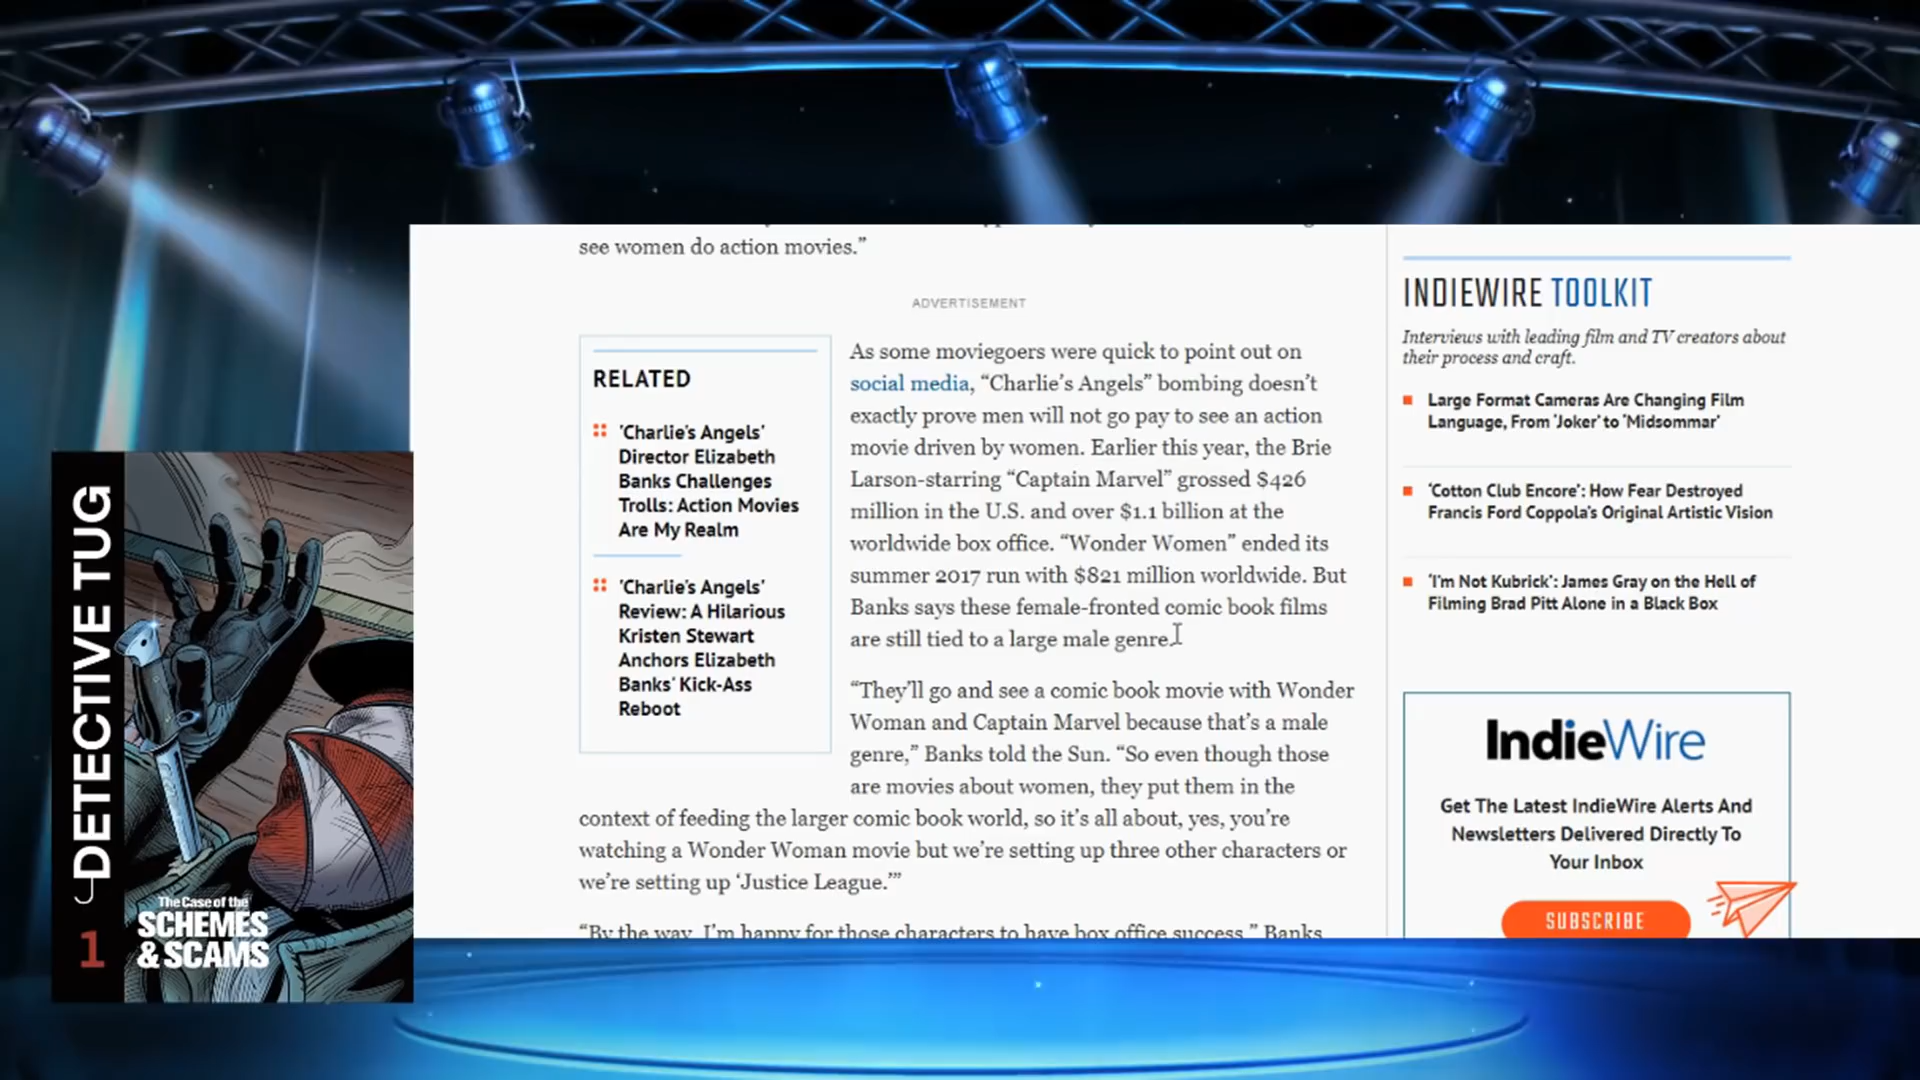 see women do action movies.”
ADVERTISEMENT
RELATED
'Charlie's Angels'
Director Elizabeth
Banks Challenges
Trolls: Action Movies
Are My Realm
'Charlie's Angels'
Review: A Hilarious
Kristen Stewart
Anchors Elizabeth
Banks' Kick-Ass
Reboot
As some moviegoers were quick to point out on
social media, “Charlie’s Angels” bombing doesn’t
exactly prove men will not go pay to see an action
movie driven by women. Earlier this year, the Brie
Larson-starring “Captain Marvel” grossed $426
million in the U.S. and over $1.1 billion at the
worldwide box office. “Wonder Women” ended its
summer 2017 run with $821 million worldwide. But
Banks says these female-fronted comic book films
are still tied to a large male genre.
“They’ll go and see a comic book movie with Wonder
Woman and Captain Marvel because that’s a male
genre,” Banks told the Sun. “So even though those
are movies about women, they put them in the
context of feeding the larger comic book world, so it’s all about, yes, you’re
watching a Wonder Woman movie but we’re setting up three other characters or
we’re setting up ‘Justice League.’”
“By the way, I’m happy for those characters to have box office success,” Banks
INDIEWIRE TOOLKIT
Interviews with leading film and TV creators about
their process and craft.
Large Format Cameras Are Changing Film
Language, From 'Joker' to 'Midsommar'
'Cotton Club Encore': How Fear Destroyed
Francis Ford Coppola's Original Artistic Vision
'I'm Not Kubrick': James Gray on the Hell of
Filming Brad Pitt Alone in a Black Box
IndieWire
Get The Latest IndieWire Alerts And
Newsletters Delivered Directly To
Your Inbox
SUBSCRIBE
DETECTIVE TUG
1
The Case of the
SCHEMES
& SCAMS